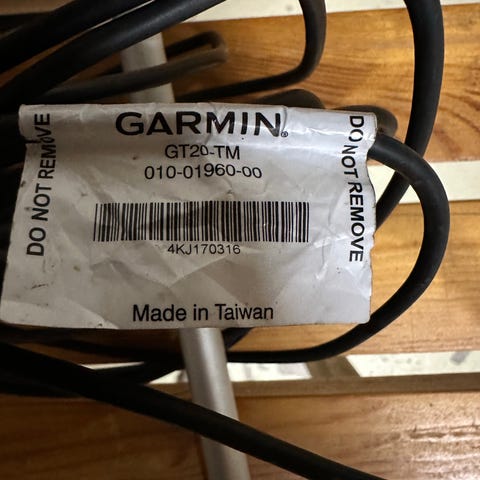 GARMIN®
GT20-TM
010-01960-00
4KJ170316
Made in Taiwan
DO NOT REMOVE
DO NOT REMOVE